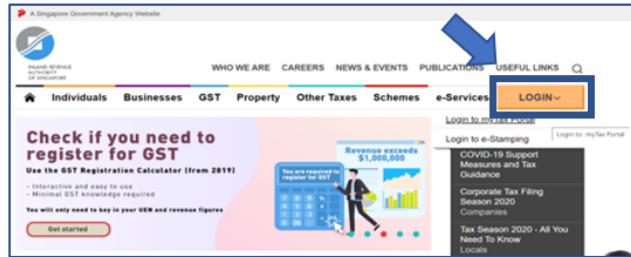 A Singapore Government Agency Website
INLAND REVENUE
AUTHORITY
OF SINGAPORE
WHO WE ARE CAREERS NEWS & EVENTS PUBLICATIONS USEFUL LINKS
Individuals Businesses GST Property Other Taxes Schemes e-Services LOGIN
Login to myTax Portal
Login to e-Stamping
Login to myTax Portal
Check if you need to
register for GST
Use the GST Registration Calculator (from 2019)
- Interactive and easy to use
- Minimal GST knowledge required
You will only need to key in your UEN and revenue figures
Get started
You are required to
register for GST
Revenue exceeds
$1,000,000
COVID-19 Support
Measures and Tax
Guidance
Corporate Tax Filing
Season 2020
Companies
Tax Season 2020 - All You
Need To Know
Locals